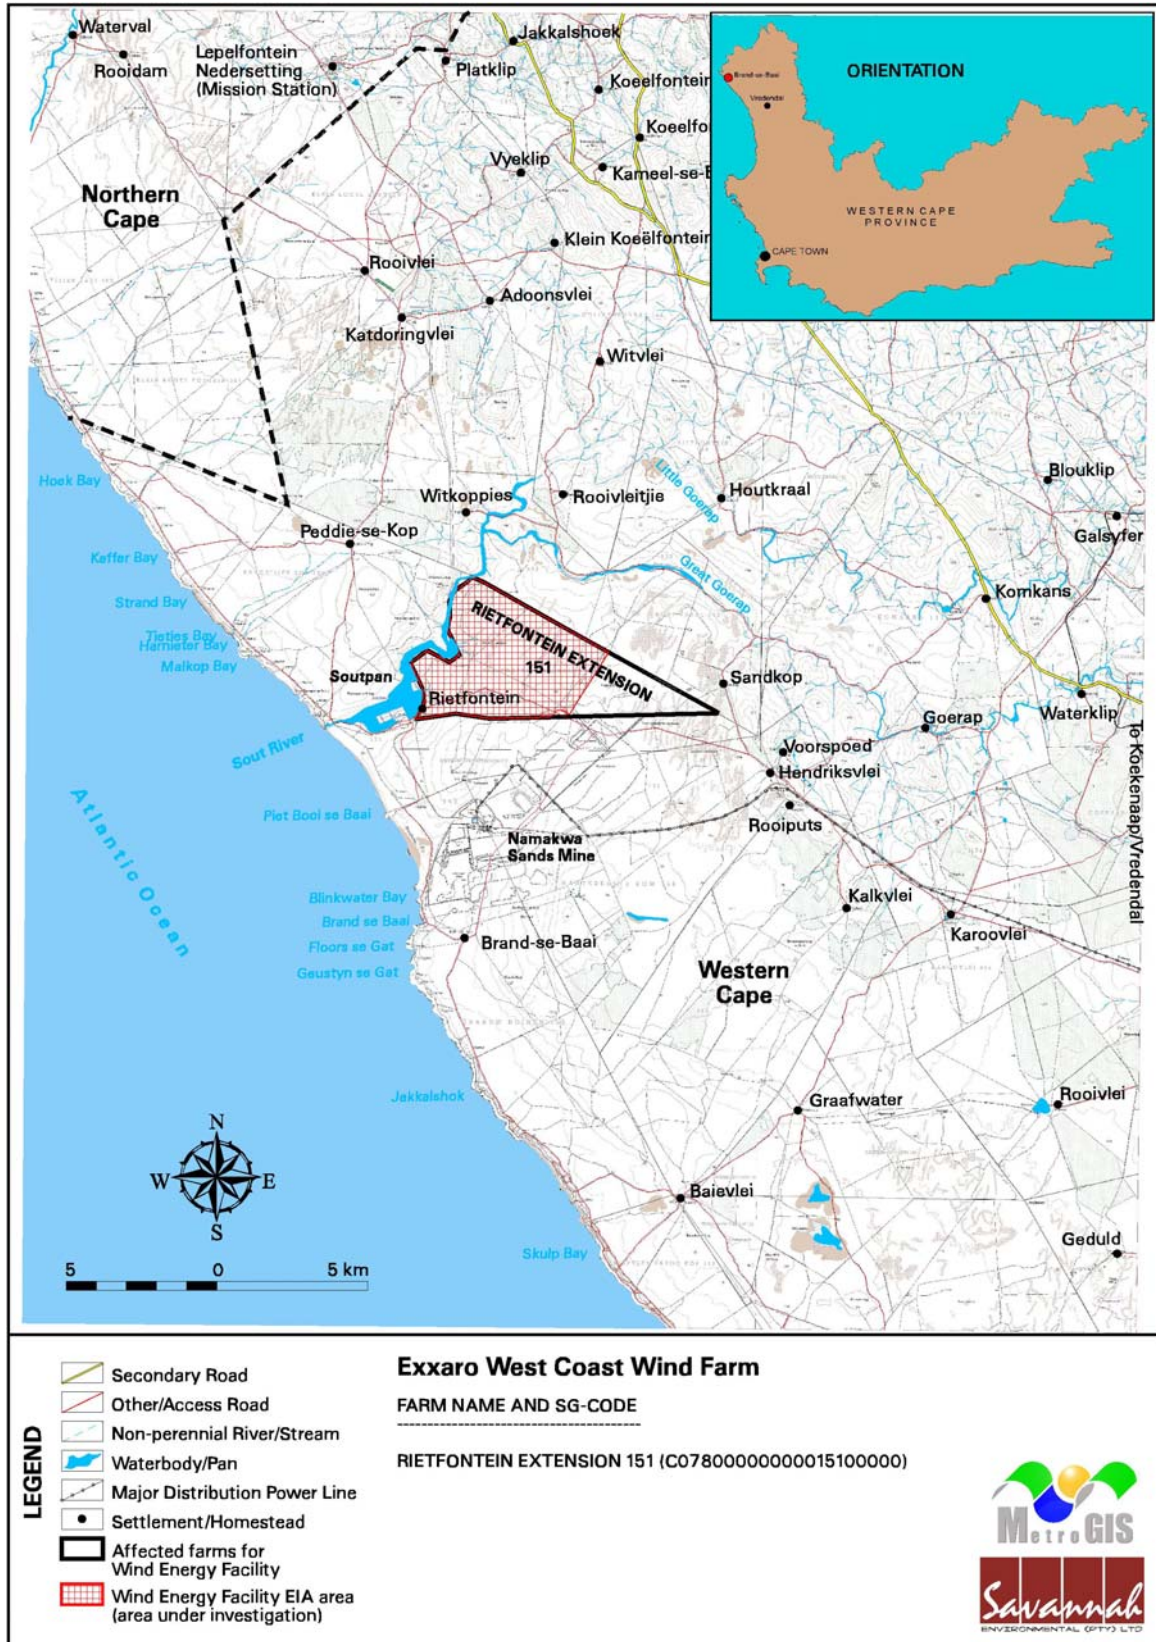 Waterval
Rooidam
Lepelfontein
Nedersetting
(Mission Station)
Platklip
Jakkalshoek
Koeelfontein
Koeelfo
Vyeklip
Kameel-se-B
Northern
Cape
Klein Koeëlfontein
Rooivlei
Adoonsvlei
Katdoringvlei
Witvlei
ORIENTATION
Brand-se-Baai
Vredendal
WESTERN CAPE
PROVINCE
CAPE TOWN
Hoek Bay
Witkoppies
Rooivleitjie
Little Goerap
Houtkraal
Blouklip
Galsyfer
Peddie-se-Kop
Keffer Bay
Great Goerap
Komkans
Strand Bay
Tities Bay
Harnieter Bay
Malkop Bay
RIETFONTEIN EXTENSION
151
Soutpan
Rietfontein
Sandkop
Goerap
Waterklip
Sout River
Voorspoed
Hendriksvlei
Rooiputs
To Koekenaap/Vredendal
Atlantic Ocean
Piet Booi se Baai
Namakwa
Sands Mine
Blinkwater Bay
Brand se Baai
Floors se Gat
Geustyn se Gat
Brand-se-Baai
Kalkvlei
Karoovlei
Western
Cape
Jakkalshok
Graafwater
Rooivlei
Baievlei
Skulp Bay
Geduld
N
W
E
S
5 0 5 km
LEGEND
Secondary Road
Other/Access Road
Non-perennial River/Stream
Waterbody/Pan
Major Distribution Power Line
Settlement/Homestead
Affected farms for
Wind Energy Facility
Wind Energy Facility EIA area
(area under investigation)
Exxaro West Coast Wind Farm
FARM NAME AND SG-CODE
RIETFONTEIN EXTENSION 151 (C07800000000015100000)
MetroGIS
Savannah
ENVIRONMENTAL (PTY) LTD